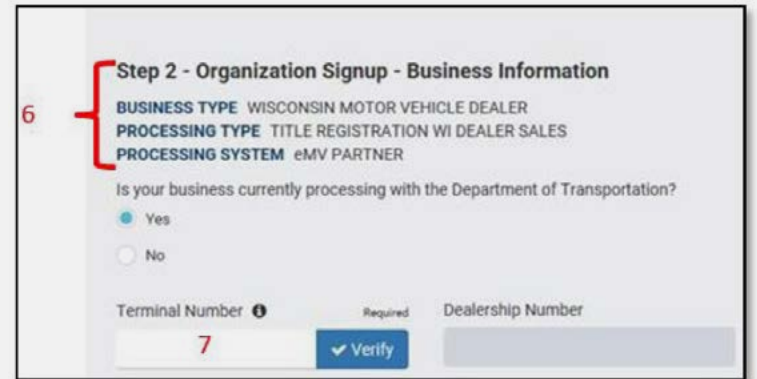 Step 2 - Organization Signup - Business Information
6
BUSINESS TYPE WISCONSIN MOTOR VEHICLE DEALER
PROCESSING TYPE TITLE REGISTRATION WI DEALER SALES
PROCESSING SYSTEM eMV PARTNER
Is your business currently processing with the Department of Transportation?
Yes
No
Terminal Number Required Dealership Number
7 Verify